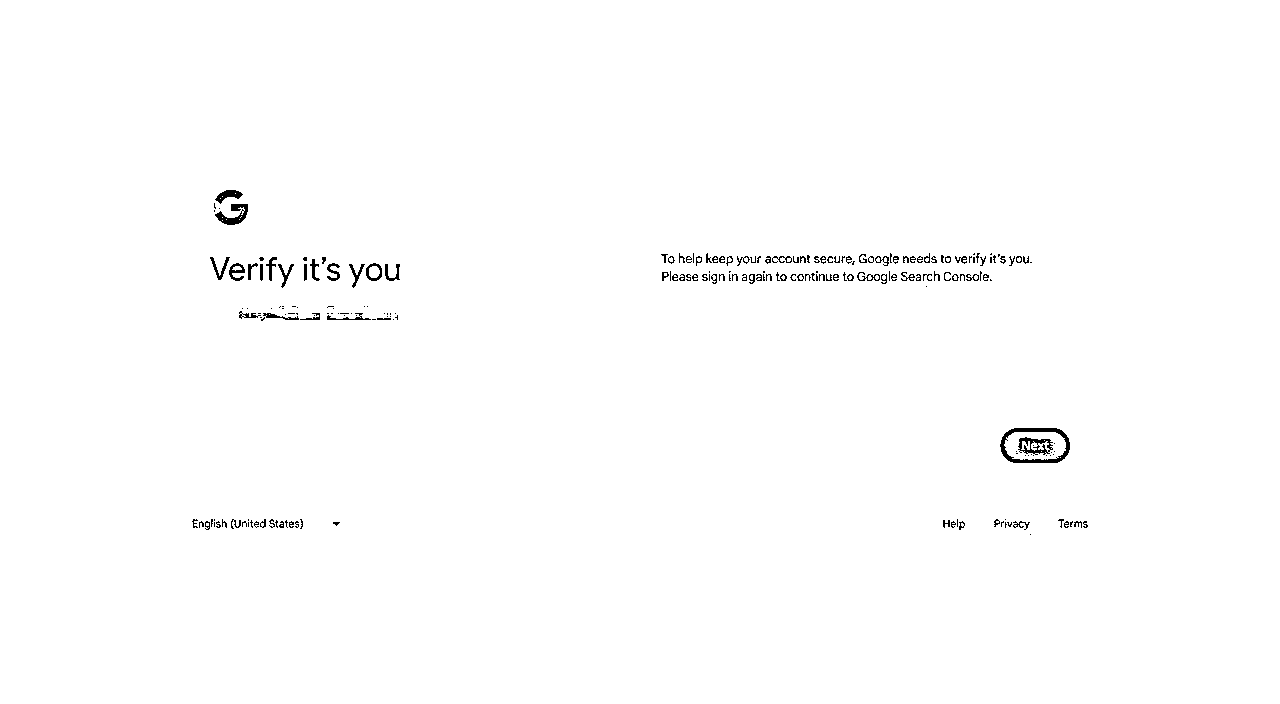 Verify it's you
To help keep your account secure, Google needs to verify it's you.
Please sign in again to continue to Google Search Console.
Next
English (United States)
Help
Privacy
Terms